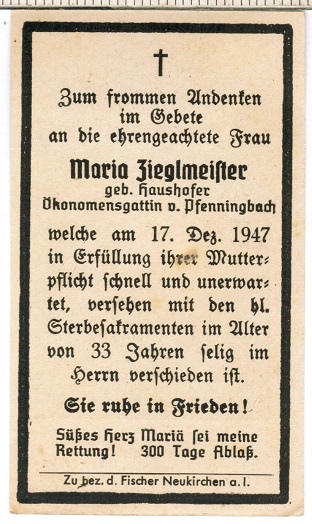 Zum frommen Andenken
im Gebete
an die ehrengeachtete Frau
Maria Zieglmeister
geb. Haushofer
Ökonomensgattin v. Pfenningbach
welche am 17. Dez. 1947
in Erfüllung ihrer Mutter-
pflicht schnell und unerwar-
tet, versehen mit den hl.
Sterbesakramenten im Alter
von 33 Jahren selig im
Herrn verschieden ist.
Sie ruhe in Frieden!
Süßes Herz Mariä sei meine
Rettung! 300 Tage Ablaß.
Zu bez. d. Fischer Neukirchen a. I.